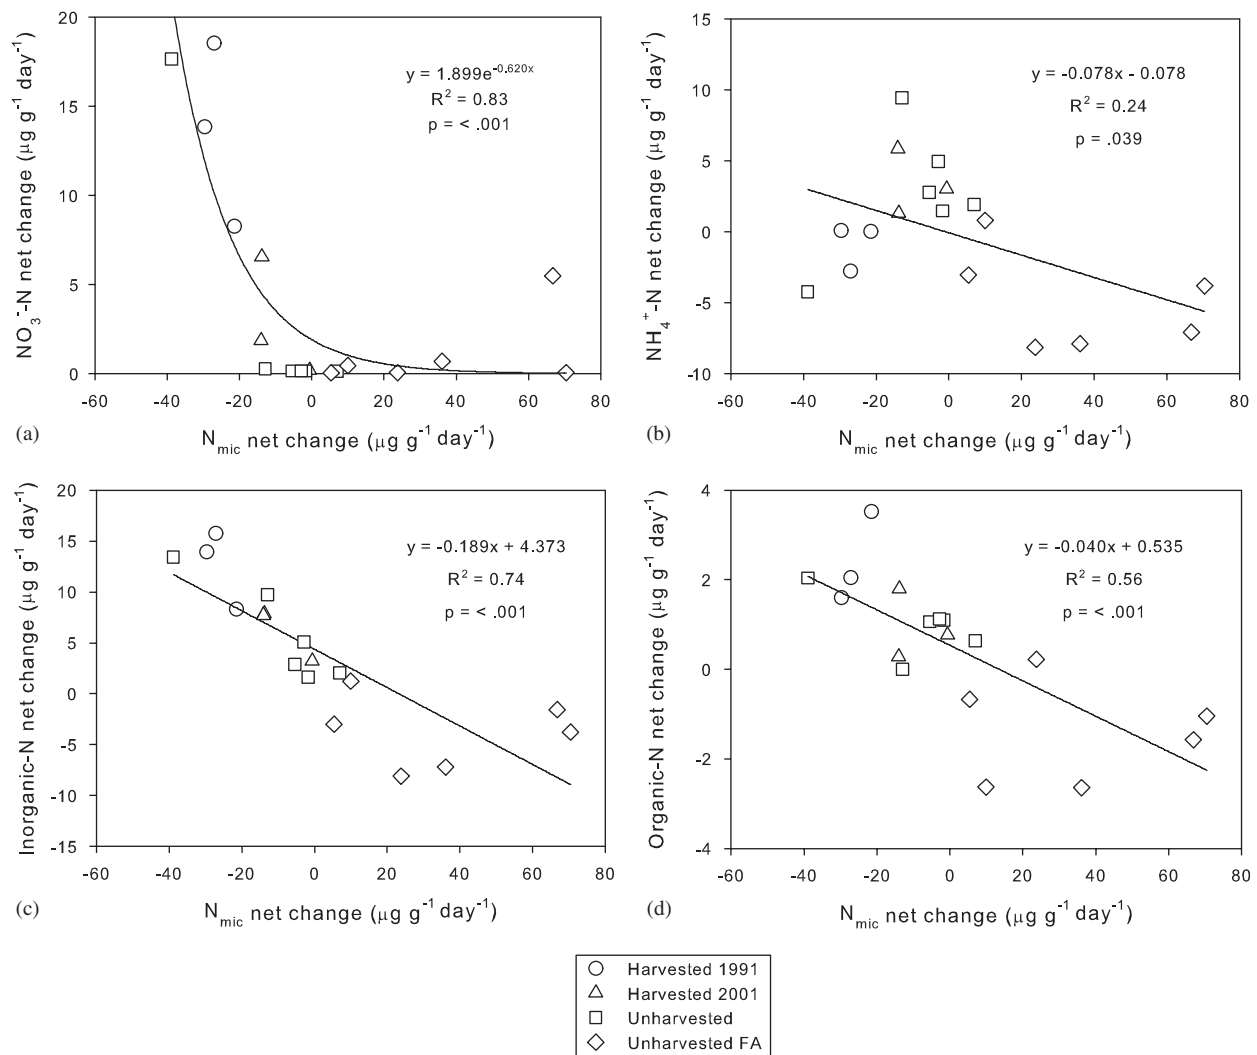 20
15
10
5
0
-60 -40 -20 0 20 40 60 80
NO₃⁻-N net change (µg g⁻¹ day⁻¹)
y = 1.899e^-0.620x
R² = 0.83
p = < .001
(a)
N_mic net change (µg g⁻¹ day⁻¹)
15
10
5
0
-5
-10
-60 -40 -20 0 20 40 60 80
NH₄⁺-N net change (µg g⁻¹ day⁻¹)
y = -0.078x - 0.078
R² = 0.24
p = .039
(b)
N_mic net change (µg g⁻¹ day⁻¹)
20
15
10
5
0
-5
-10
-15
-60 -40 -20 0 20 40 60 80
Inorganic-N net change (µg g⁻¹ day⁻¹)
y = -0.189x + 4.373
R² = 0.74
p = < .001
(c)
N_mic net change (µg g⁻¹ day⁻¹)
4
2
0
-2
-4
-60 -40 -20 0 20 40 60 80
Organic-N net change (µg g⁻¹ day⁻¹)
y = -0.040x + 0.535
R² = 0.56
p = < .001
(d)
N_mic net change (µg g⁻¹ day⁻¹)
Harvested 1991
Harvested 2001
Unharvested
Unharvested FA